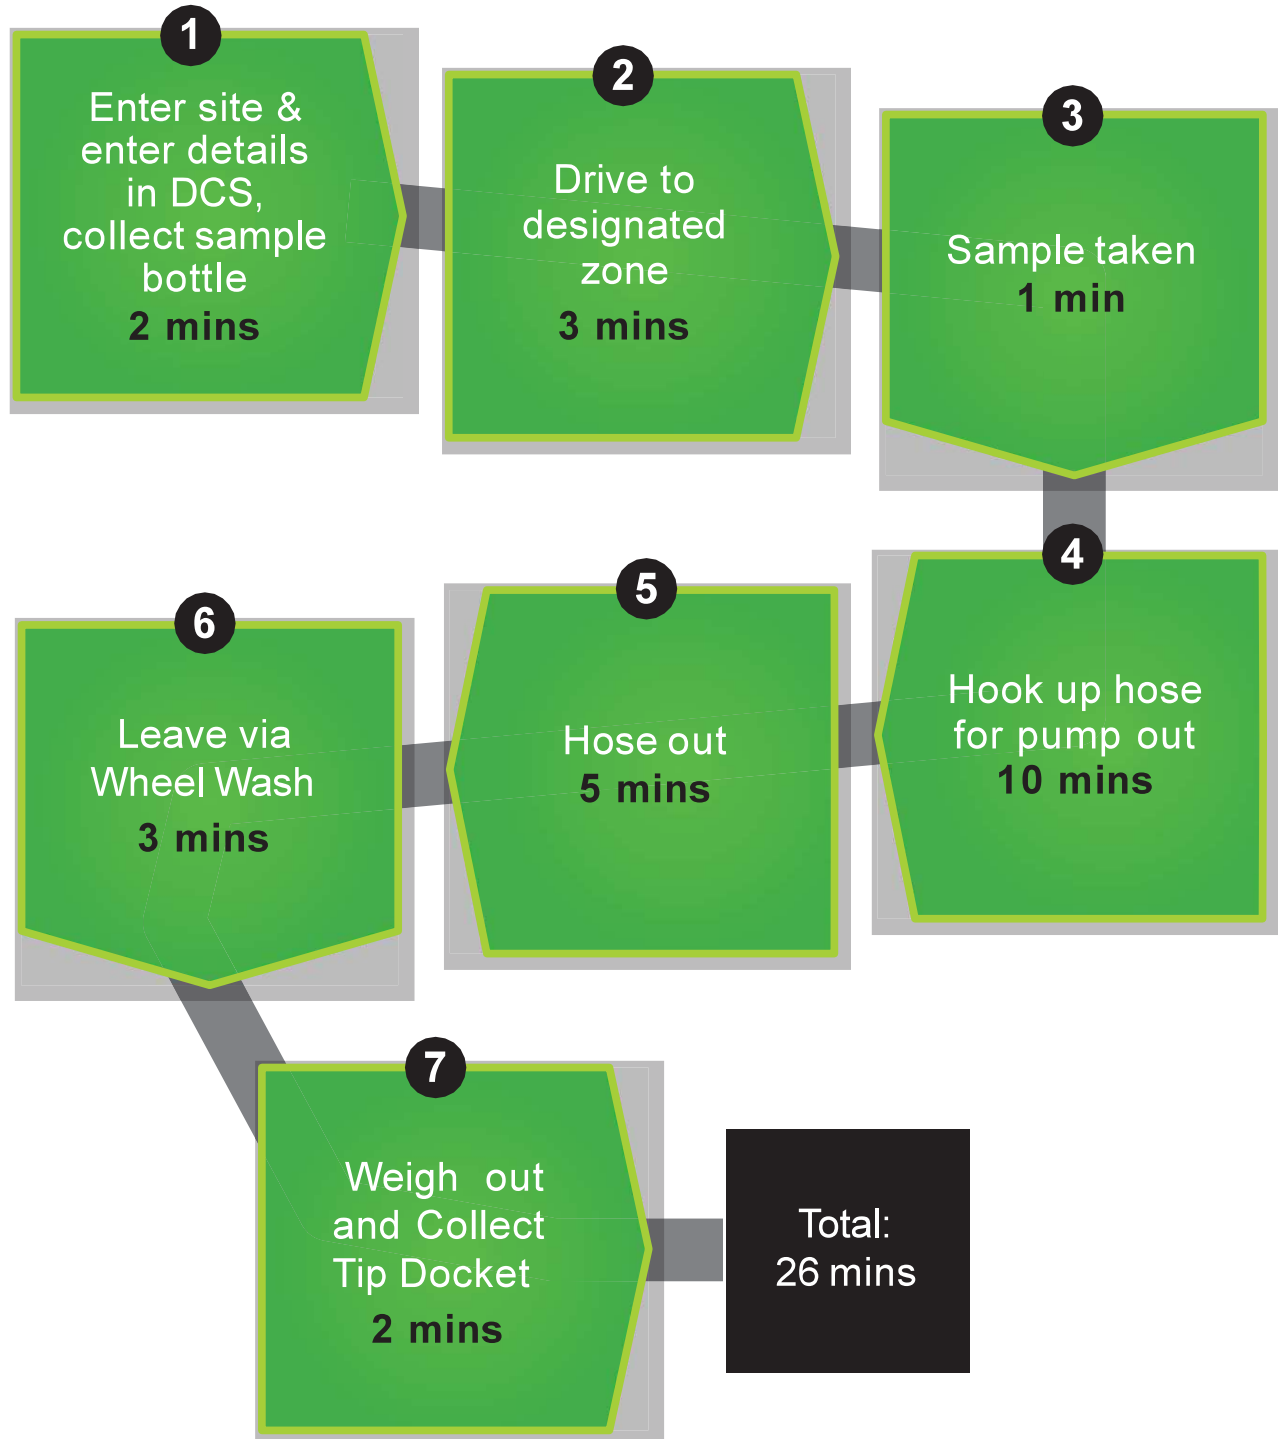 1
Enter site &
enter details
in DCS,
collect sample
bottle
2 mins
2
Drive to
designated
zone
3 mins
3
Sample taken
1 min
4
Hook up hose
for pump out
10 mins
5
Hose out
5 mins
6
Leave via
Wheel Wash
3 mins
7
Weigh out
and Collect
Tip Docket
2 mins
Total:
26 mins